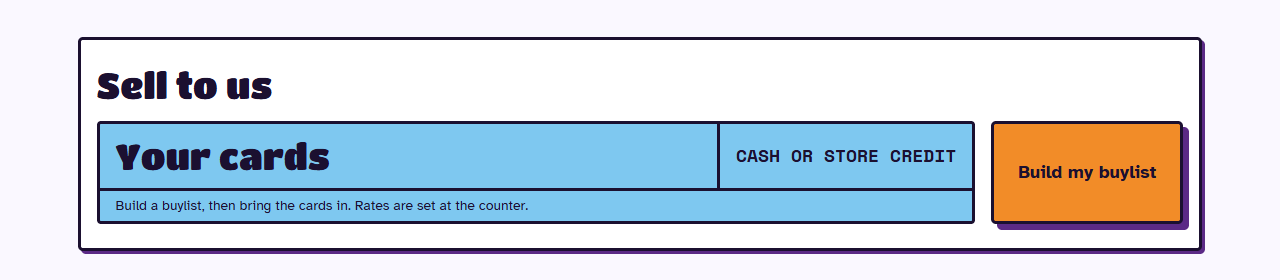 Sell to us
Your cards
CASH OR STORE CREDIT
Build a buylist, then bring the cards in. Rates are set at the counter.
Build my buylist